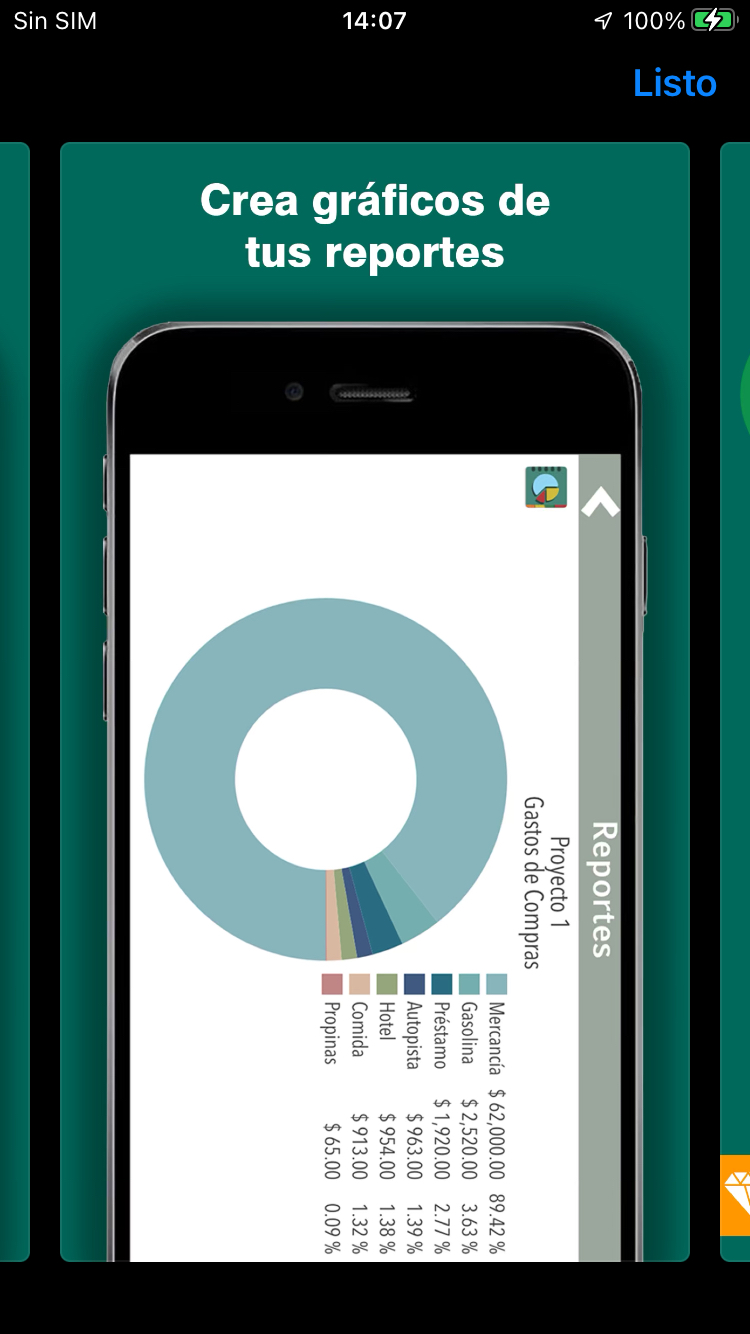 Sin SIM
14:07
100%
Listo
Crea gráficos de
tus reportes
Reportes
Proyecto 1
Gastos de Compras
Mercancía $ 62,000.00 89.42 %
Gasolina $ 2,520.00 3.63 %
Préstamo $ 1,920.00 2.77 %
Autopista $ 963.00 1.39 %
Hotel $ 954.00 1.38 %
Comida $ 913.00 1.32 %
Propinas $ 65.00 0.09 %